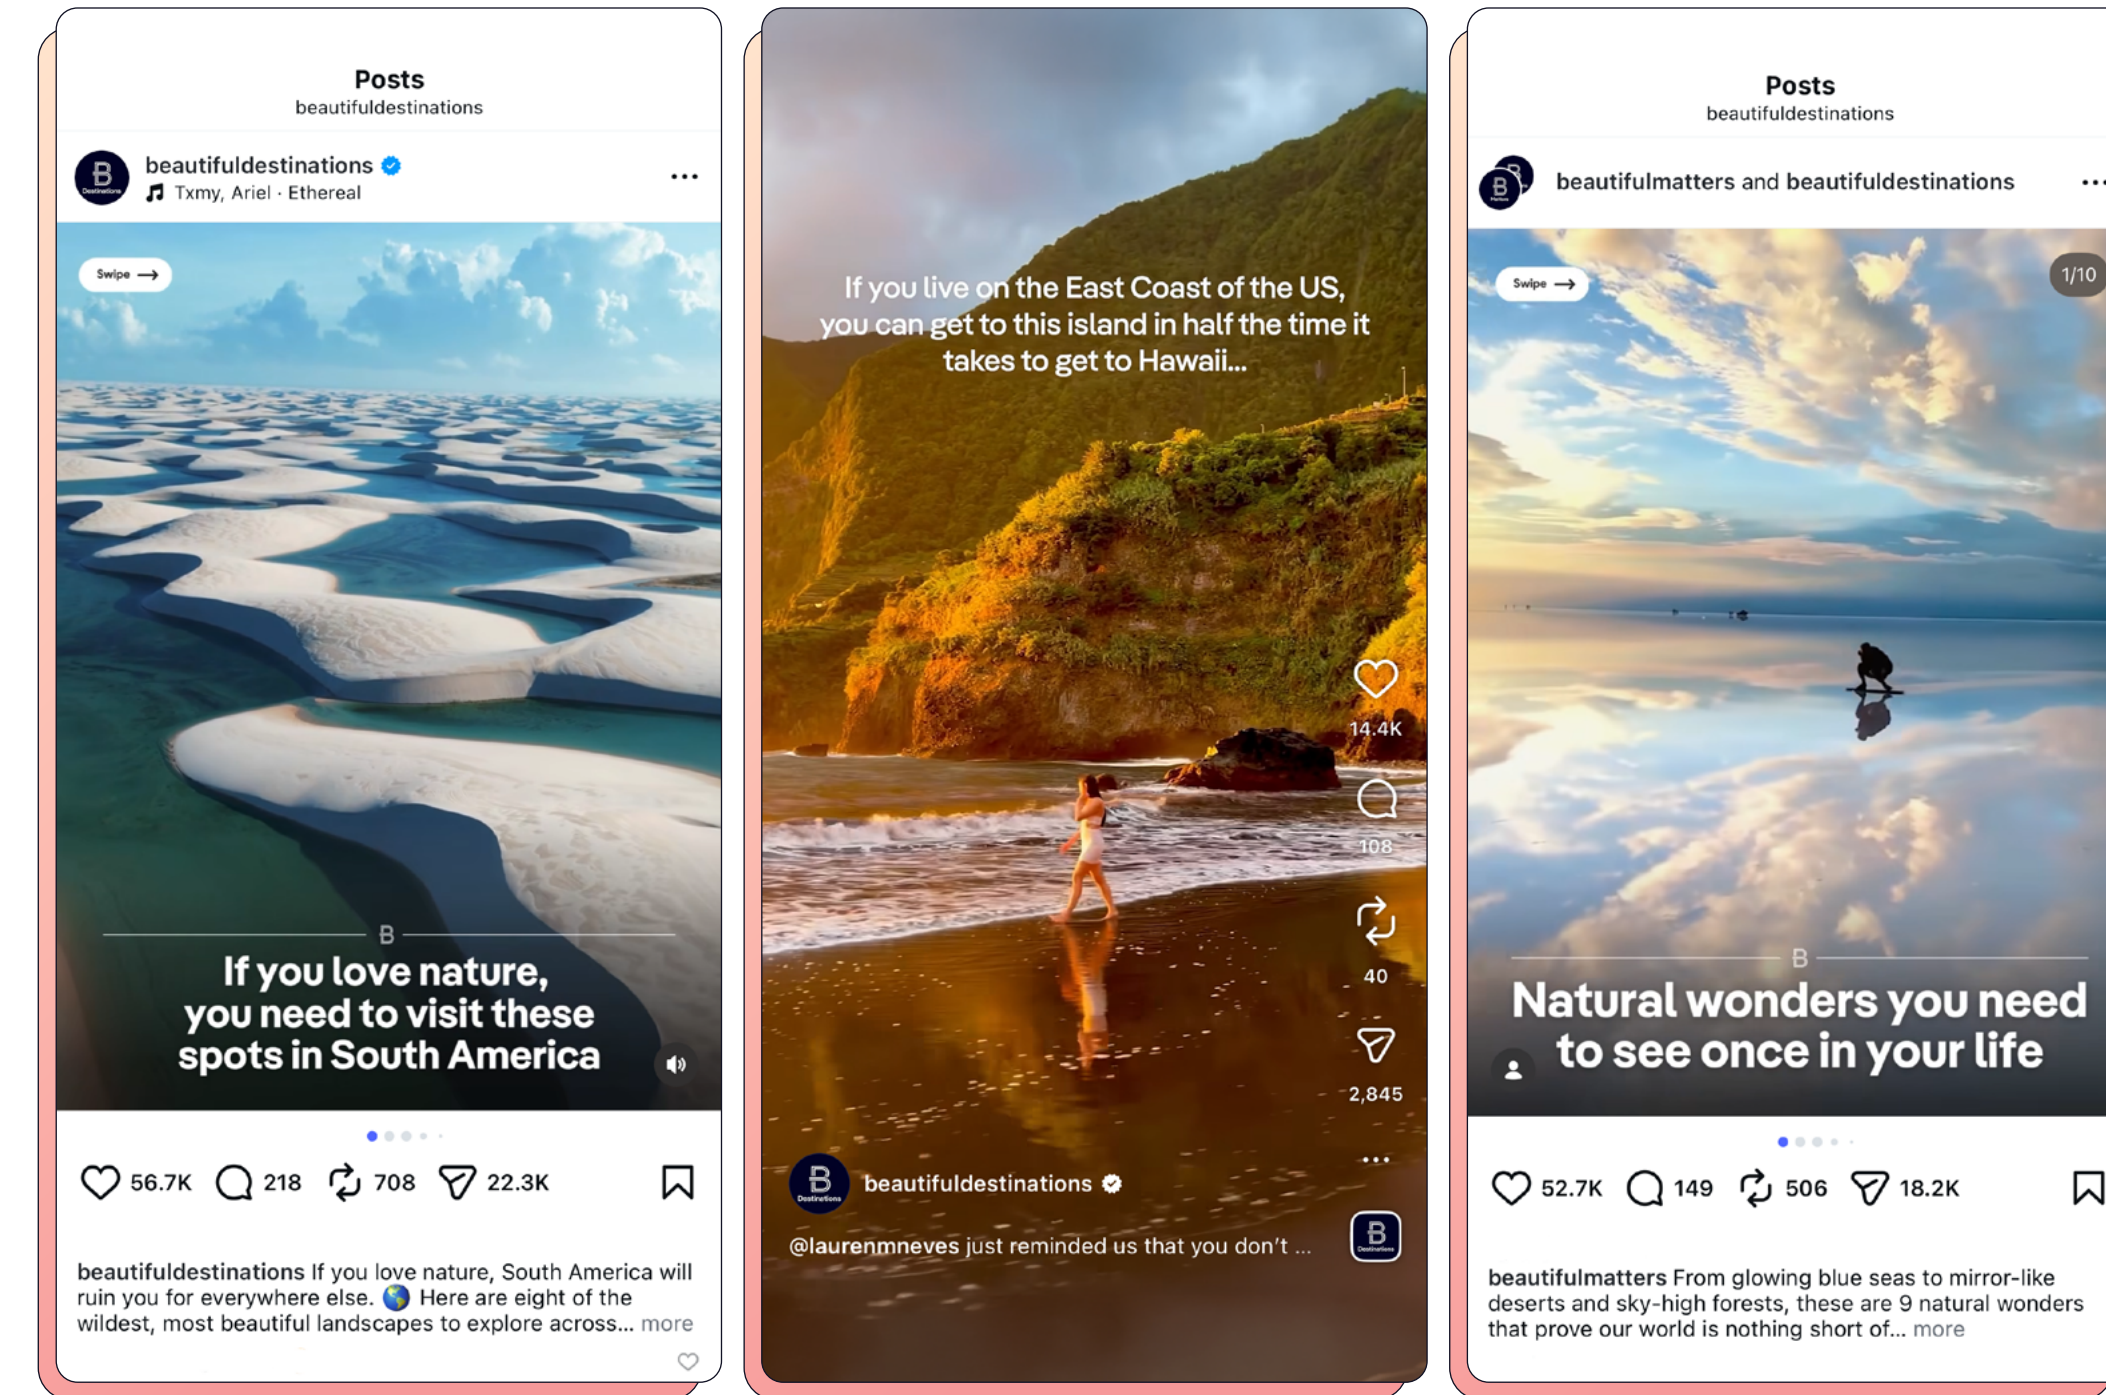 Posts
beautifuldestinations
B
Destinations
beautifuldestinations
Txmy, Ariel · Ethereal
Swipe →
B
If you love nature,
you need to visit these
spots in South America
56.7K 218 708 22.3K
beautifuldestinations If you love nature, South America will
ruin you for everywhere else. 🌎 Here are eight of the
wildest, most beautiful landscapes to explore across... more
If you live on the East Coast of the US,
you can get to this island in half the time it
takes to get to Hawaii...
14.4K
108
40
2,845
B
Destinations
beautifuldestinations
@laurenmneves just reminded us that you don't ...
B
Destinations
Posts
beautifuldestinations
B
B
beautifulmatters and beautifuldestinations
Swipe →
1/10
B
Natural wonders you need
to see once in your life
52.7K 149 506 18.2K
beautifulmatters From glowing blue seas to mirror-like
deserts and sky-high forests, these are 9 natural wonders
that prove our world is nothing short of... more